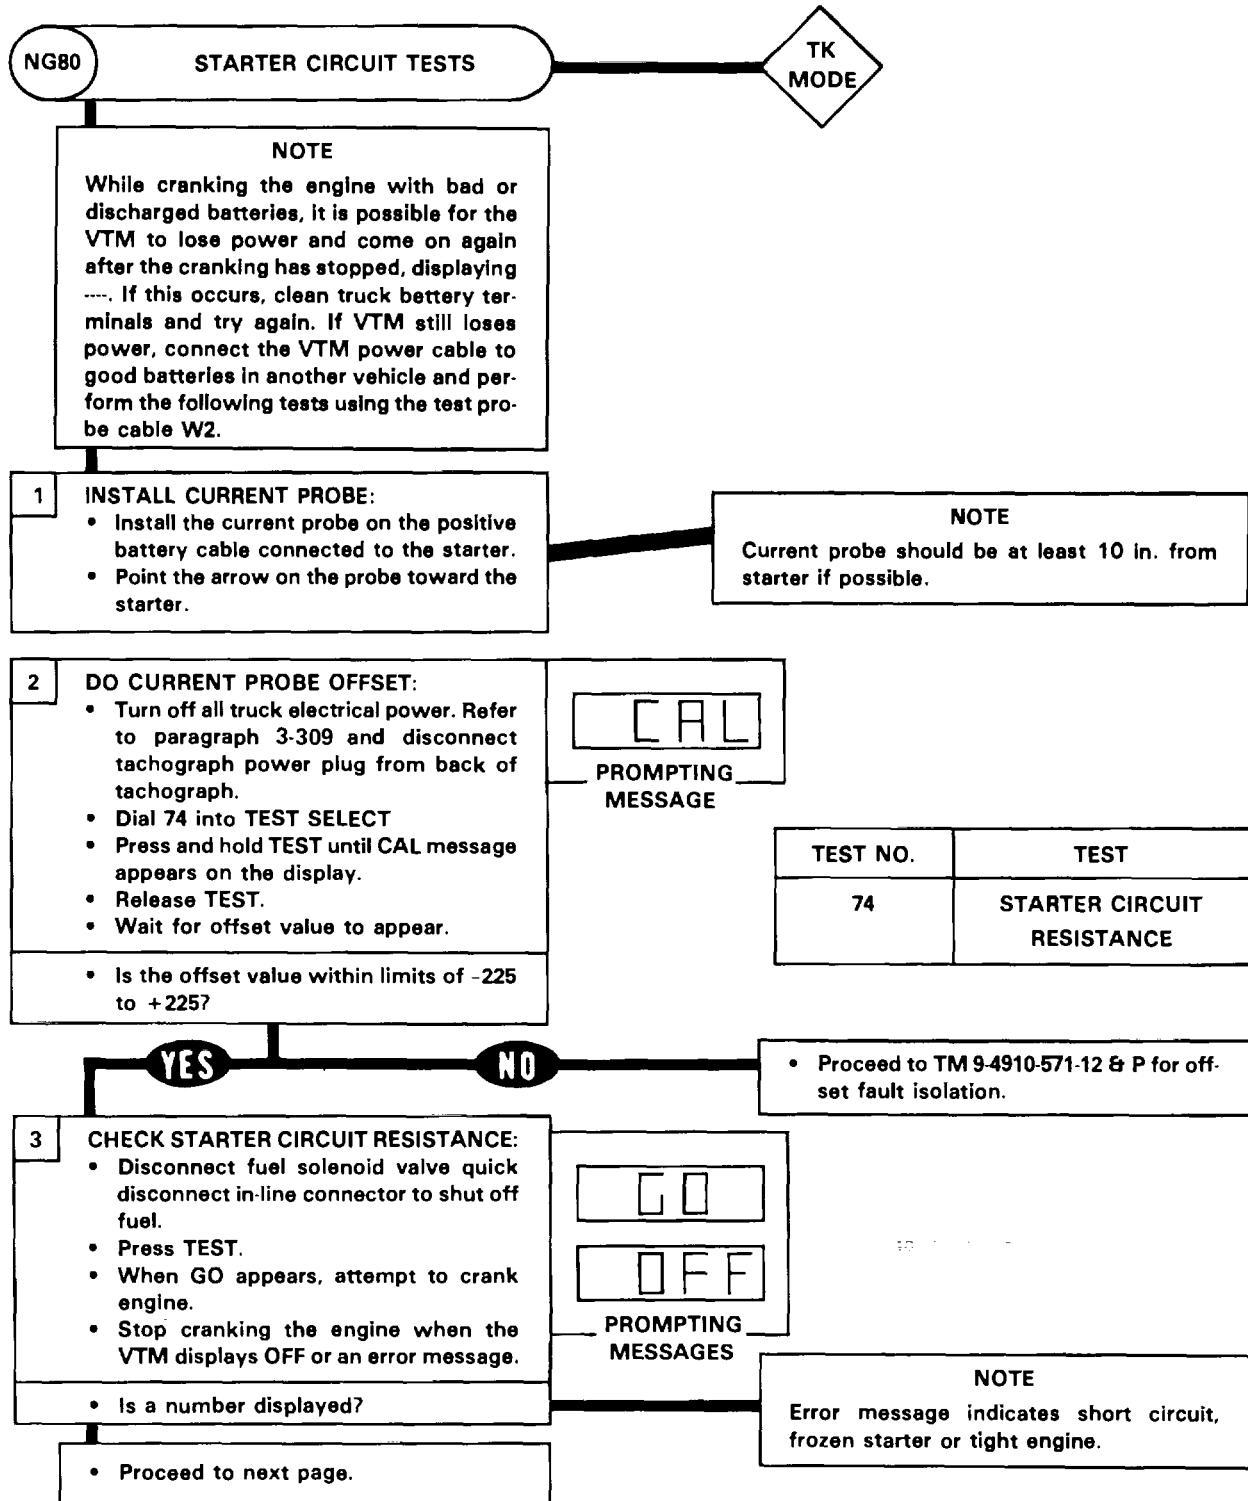 NG80
STARTER CIRCUIT TESTS
TK
MODE
NOTE
While cranking the engine with bad or
discharged batteries, it is possible for the
VTM to lose power and come on again
after the cranking has stopped, displaying
----. If this occurs, clean truck bettery ter-
minals and try again. If VTM still loses
power, connect the VTM power cable to
good batteries in another vehicle and per-
form the following tests using the test pro-
be cable W2.
1
INSTALL CURRENT PROBE:
• Install the current probe on the positive
battery cable connected to the starter.
• Point the arrow on the probe toward the
starter.
NOTE
Current probe should be at least 10 in. from
starter if possible.
2
DO CURRENT PROBE OFFSET:
• Turn off all truck electrical power. Refer
to paragraph 3-309 and disconnect
tachograph power plug from back of
tachograph.
• Dial 74 into TEST SELECT
• Press and hold TEST until CAL message
appears on the display.
• Release TEST.
• Wait for offset value to appear.
• Is the offset value within limits of -225
to +225?
CAL
PROMPTING
MESSAGE
TEST NO.
TEST
74
STARTER CIRCUIT
RESISTANCE
YES
NO
• Proceed to TM 9-4910-571-12 & P for off-
set fault isolation.
3
CHECK STARTER CIRCUIT RESISTANCE:
• Disconnect fuel solenoid valve quick
disconnect in-line connector to shut off
fuel.
• Press TEST.
• When GO appears, attempt to crank
engine.
• Stop cranking the engine when the
VTM displays OFF or an error message.
• Is a number displayed?
GO
OFF
PROMPTING
MESSAGES
NOTE
Error message indicates short circuit,
frozen starter or tight engine.
• Proceed to next page.